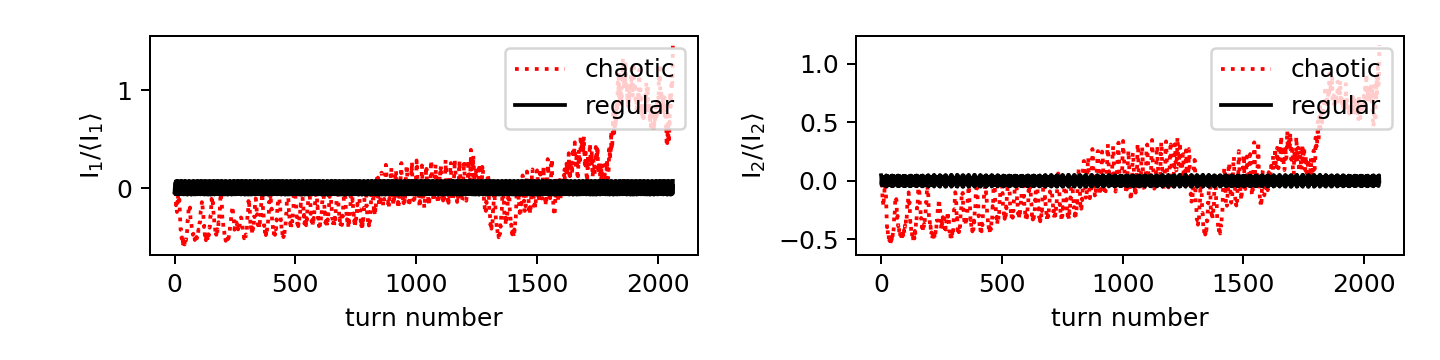 I₁/⟨I₁⟩
1
0
chaotic
regular
0 500 1000 1500 2000
turn number
I₂/⟨I₂⟩
1.0
0.5
0.0
−0.5
chaotic
regular
0 500 1000 1500 2000
turn number